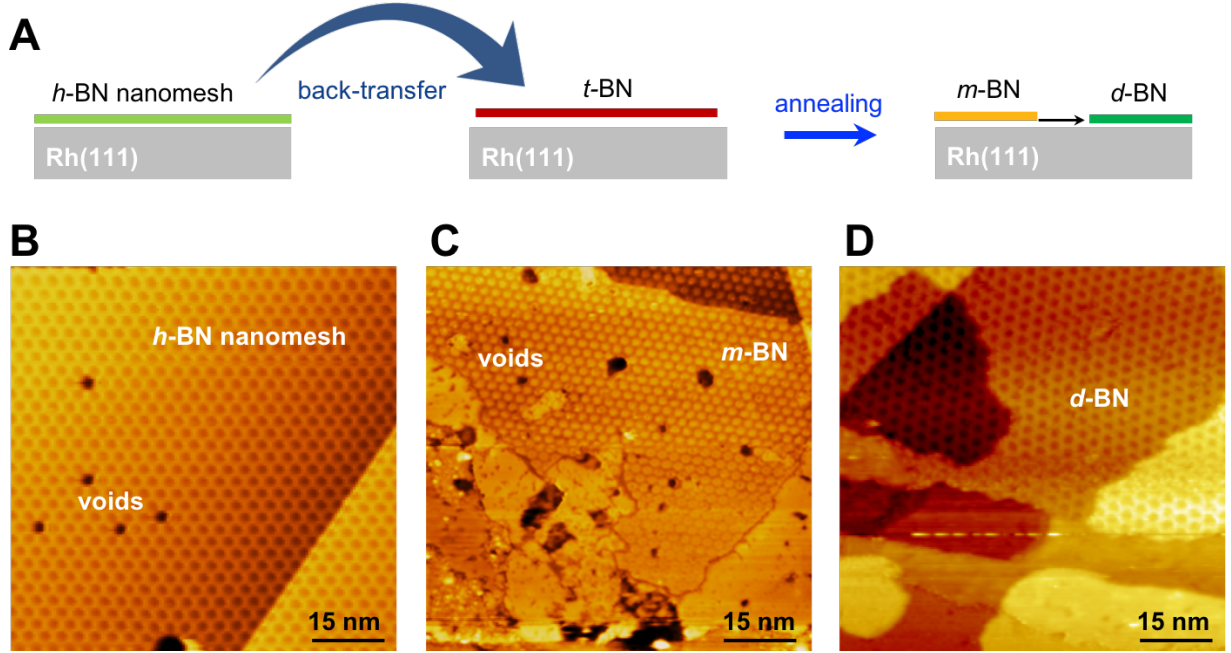 A
h-BN nanomesh
back-transfer
t-BN
annealing
m-BN
d-BN
Rh(111)
Rh(111)
Rh(111)
B
C
D
h-BN nanomesh
voids
15 nm
voids
m-BN
15 nm
d-BN
15 nm